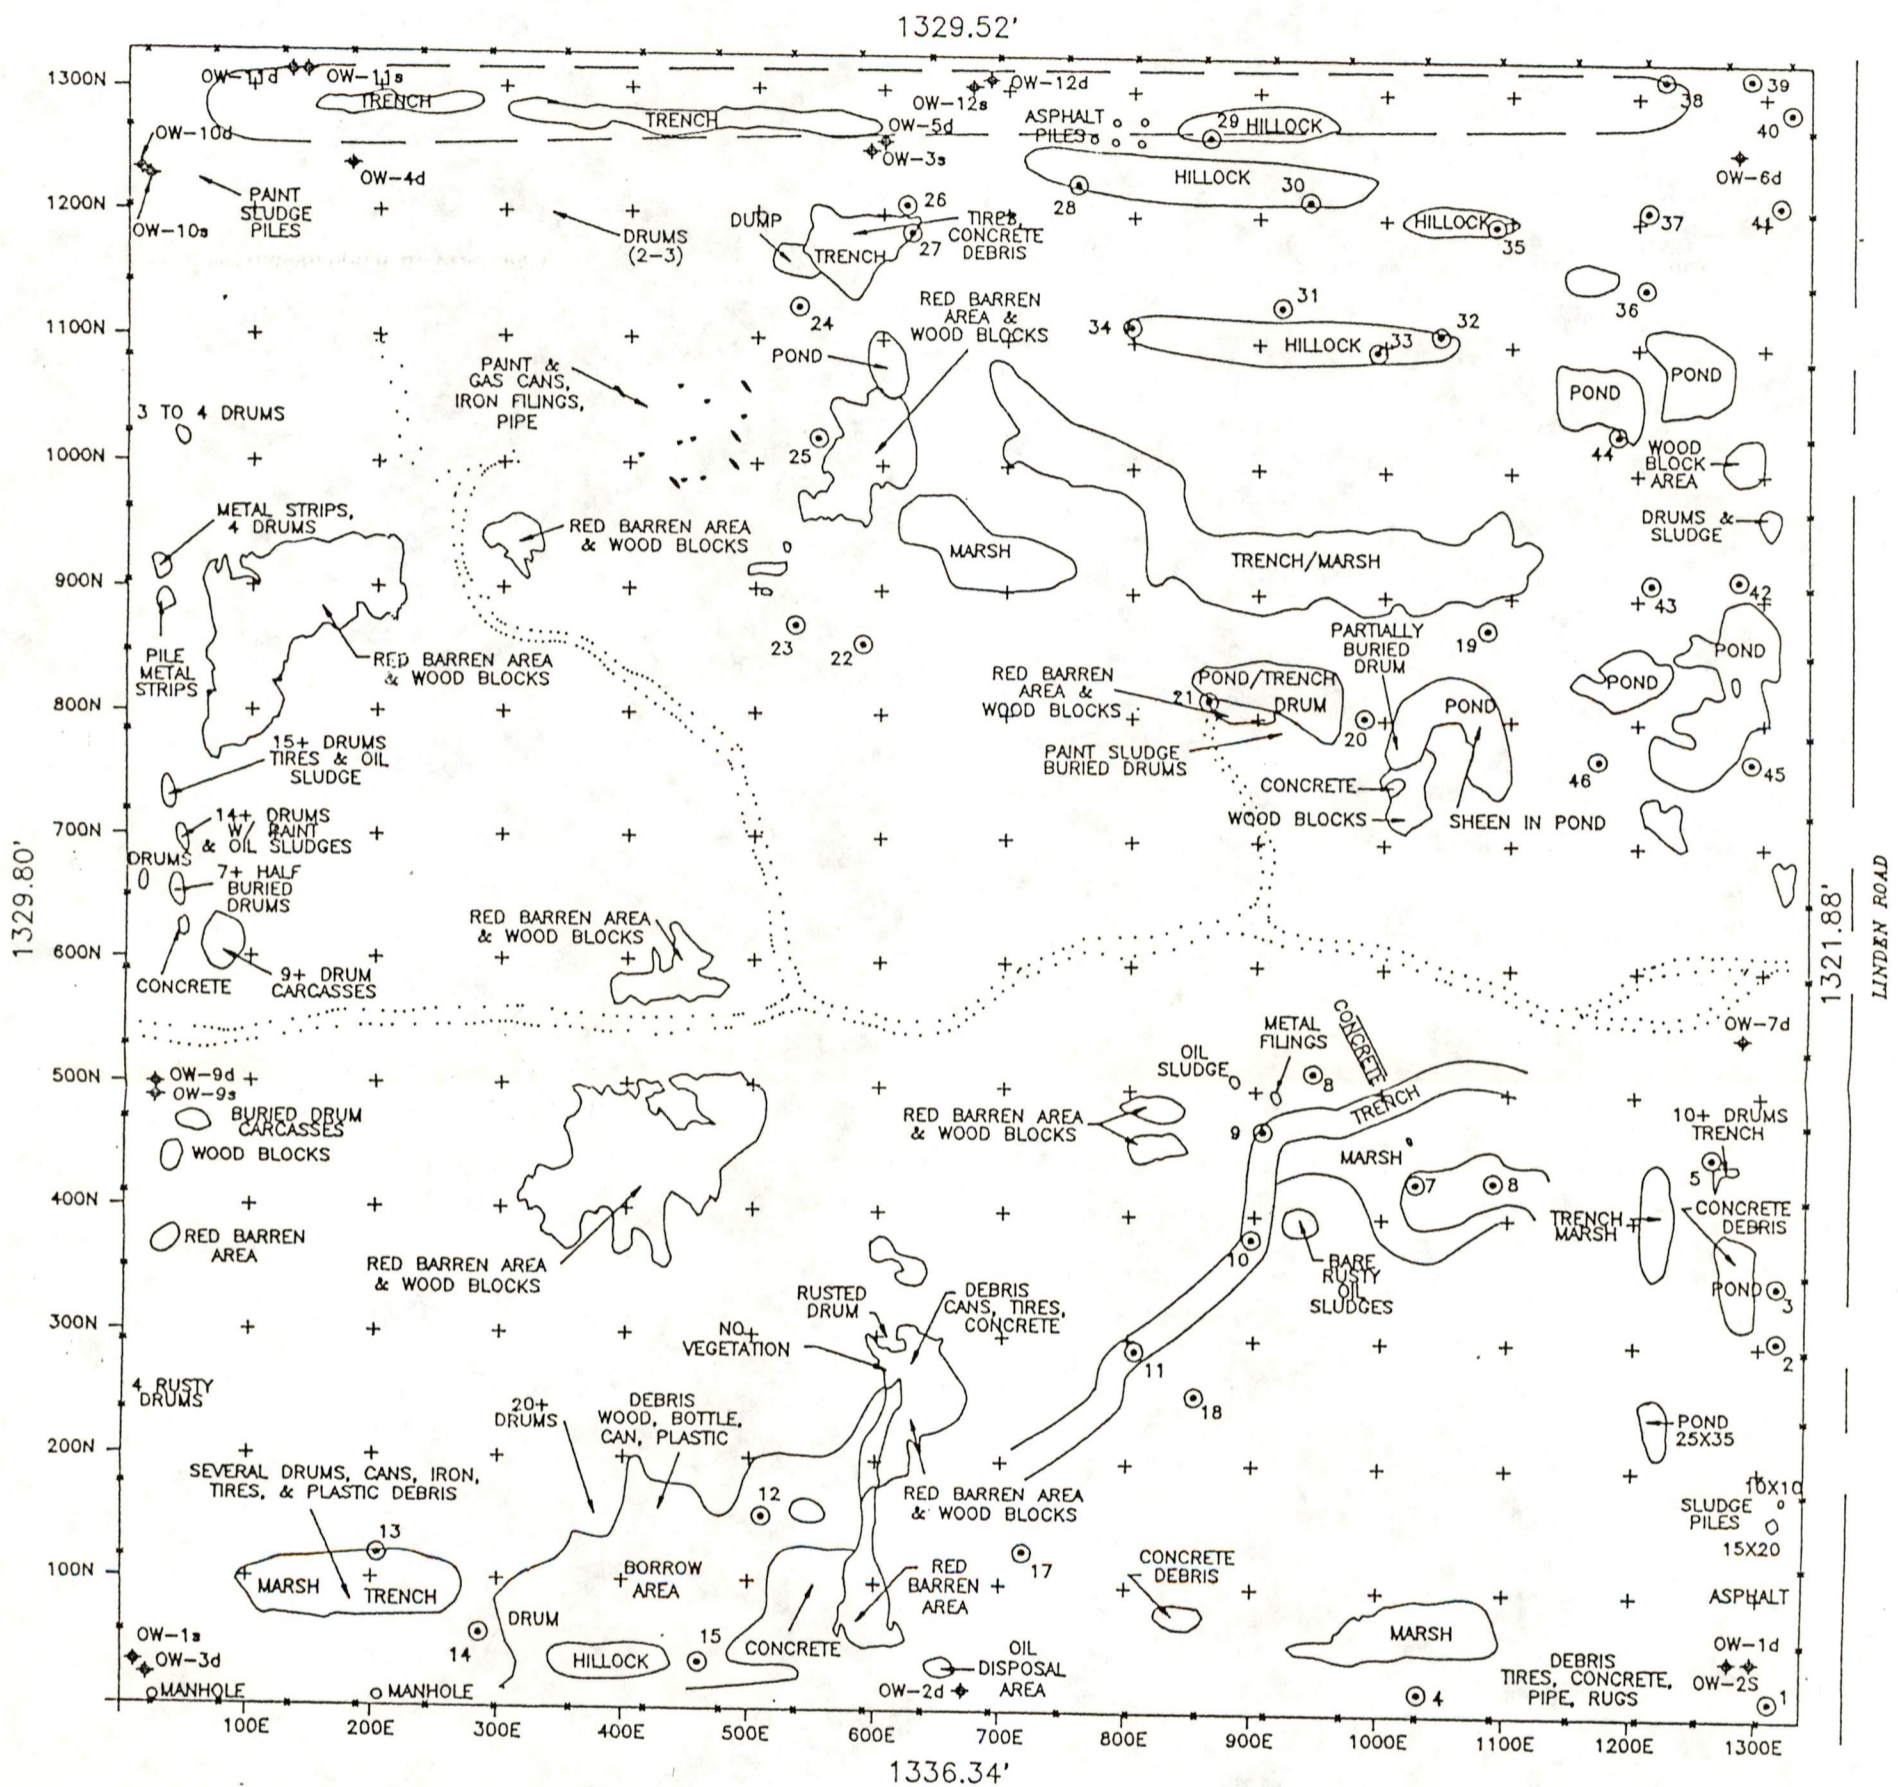 1329.52'
1300N
OW-11d
OW-11s
TRENCH
TRENCH
OW-12s
OW-12d
OW-5d
OW-3s
ASPHALT
PILES
29
HILLOCK
38
39
40
OW-10d
OW-4d
PAINT
SLUDGE
PILES
OW-10s
1200N
DRUMS
(2-3)
DUMP
TRENCH
26
27
TIRES,
CONCRETE
DEBRIS
HILLOCK
28
30
HILLOCK
35
37
OW-6d
41
36
24
RED BARREN
AREA &
WOOD BLOCKS
31
34
HILLOCK
33
32
1100N
POND
PAINT &
GAS CANS,
IRON FILINGS,
PIPE
POND
POND
3 TO 4 DRUMS
25
44
WOOD
BLOCK
AREA
1000N
METAL STRIPS,
4 DRUMS
RED BARREN AREA
& WOOD BLOCKS
MARSH
TRENCH/MARSH
DRUMS &
SLUDGE
900N
43
42
PILE
METAL
STRIPS
RED BARREN AREA
& WOOD BLOCKS
23
22
PARTIALLY
BURIED
DRUM
19
POND
RED BARREN
AREA &
WOOD BLOCKS
21
POND/TRENCH
DRUM
20
POND
POND
800N
15+ DRUMS
TIRES & OIL
SLUDGE
PAINT SLUDGE
BURIED DRUMS
CONCRETE
WOOD BLOCKS
SHEEN IN POND
46
45
14+ DRUMS
W/ PAINT
& OIL SLUDGES
700N
DRUMS
7+ HALF
BURIED
DRUMS
1329.80'
RED BARREN AREA
& WOOD BLOCKS
600N
CONCRETE
9+ DRUM
CARCASSES
1321.88'
LINDEN ROAD
OW-7d
CONCRETE
METAL
FILINGS
OIL
SLUDGE
8
500N
OW-9d
OW-9s
BURIED DRUM
CARCASSES
WOOD BLOCKS
RED BARREN AREA
& WOOD BLOCKS
9
TRENCH
MARSH
10+ DRUMS
TRENCH
5
400N
7
8
RED BARREN
AREA
RED BARREN AREA
& WOOD BLOCKS
10
BARE
RUSTY
OIL
SLUDGES
TRENCH
MARSH
CONCRETE
DEBRIS
POND
3
RUSTED
DRUM
DEBRIS
CANS, TIRES,
CONCRETE
300N
NO
VEGETATION
11
2
4 RUSTY
DRUMS
20+
DRUMS
DEBRIS
WOOD, BOTTLE,
CAN, PLASTIC
18
200N
POND
25X35
SEVERAL DRUMS, CANS, IRON,
TIRES, & PLASTIC DEBRIS
12
RED BARREN AREA
& WOOD BLOCKS
10X10
SLUDGE
PILES
15X20
13
17
100N
MARSH
TRENCH
BORROW
AREA
RED
BARREN
AREA
CONCRETE
DEBRIS
ASPHALT
DRUM
OW-1s
OW-3d
14
HILLOCK
15
CONCRETE
OIL
DISPOSAL
AREA
OW-2d
MARSH
DEBRIS
TIRES, CONCRETE,
PIPE, RUGS
OW-1d
OW-2S
MANHOLE
MANHOLE
4
1
100E 200E 300E 400E 500E 600E 700E 800E 900E 1000E 1100E 1200E 1300E
1336.34'